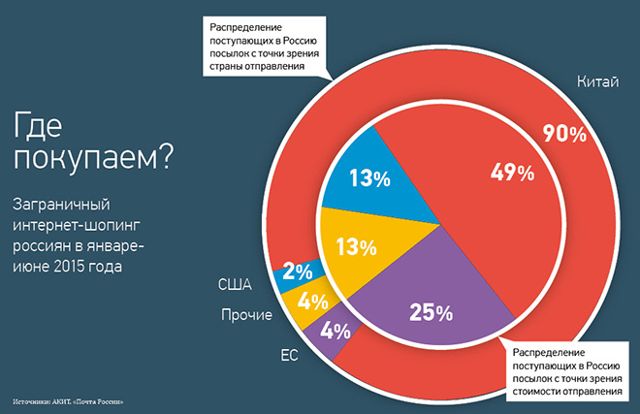 Распределение
поступающих в Россию
посылок с точки зрения
страны отправления
Китай
90%
Где
покупаем?
49%
13%
Заграничный
интернет-шопинг
россиян в январе-
июне 2015 года
13%
2%
США
4%
Прочие
25%
4%
ЕС
Распределение
поступающих в Россию
посылок с точки зрения
стоимости отправления
Источники: АКИТ, «Почта России»